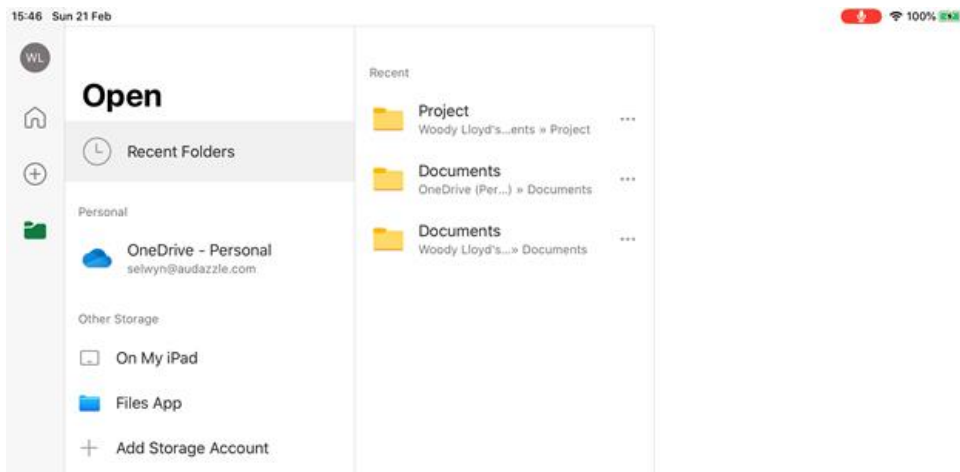 15:46 Sun 21 Feb
100%
WL
Open
Recent Folders
Personal
OneDrive - Personal
selwyn@audazzle.com
Other Storage
On My iPad
Files App
Add Storage Account
Recent
Project
Woody Lloyd's...ents » Project
Documents
OneDrive (Per...) » Documents
Documents
Woody Lloyd's...» Documents